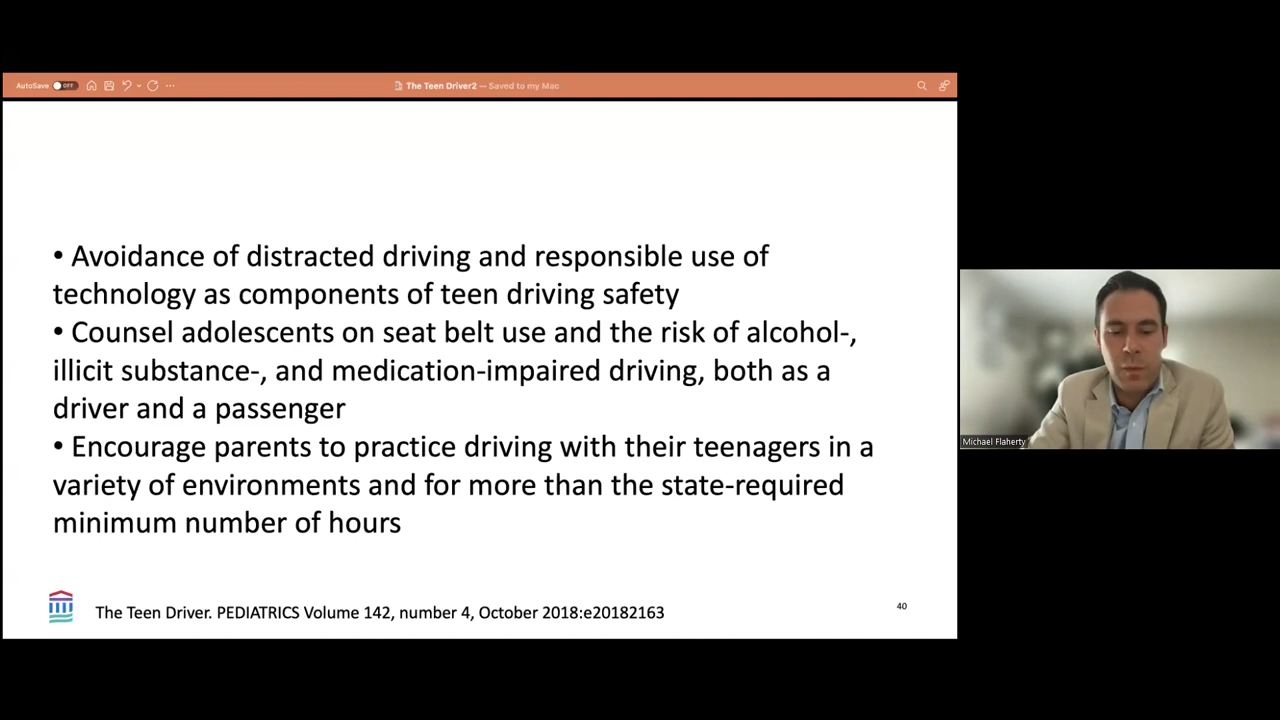 AutoSave OFF
The Teen Driver2 — Saved to my Mac
• Avoidance of distracted driving and responsible use of
technology as components of teen driving safety
• Counsel adolescents on seat belt use and the risk of alcohol-,
illicit substance-, and medication-impaired driving, both as a
driver and a passenger
• Encourage parents to practice driving with their teenagers in a
variety of environments and for more than the state-required
minimum number of hours
The Teen Driver. PEDIATRICS Volume 142, number 4, October 2018:e20182163
40
Michael Flaherty